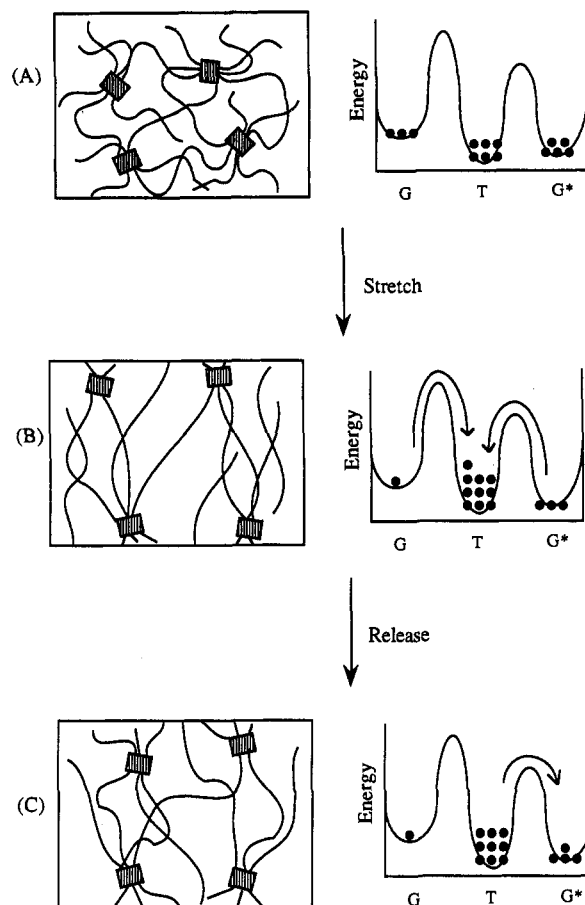 (A)
Energy
G T G*
Stretch
(B)
Energy
G T G*
Release
(C)
Energy
G T G*